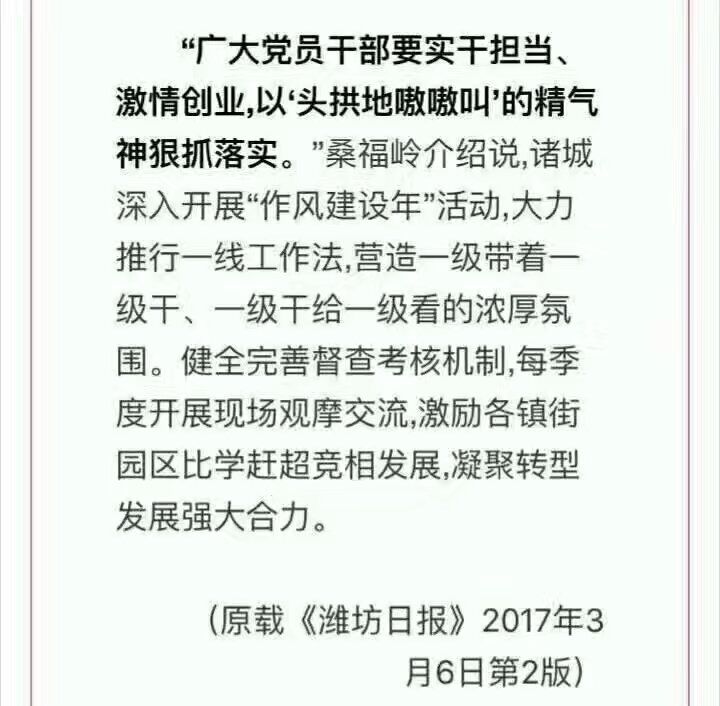 “广大党员干部要实干担当、
激情创业,以‘头拱地嗷嗷叫’的精气
神狠抓落实。”桑福岭介绍说,诸城
深入开展“作风建设年”活动,大力
推行一线工作法,营造一级带着一
级干、一级干给一级看的浓厚氛
围。健全完善督查考核机制,每季
度开展现场观摩交流,激励各镇街
园区比学赶超竞相发展,凝聚转型
发展强大合力。
（原载《潍坊日报》2017年3
月6日第2版）